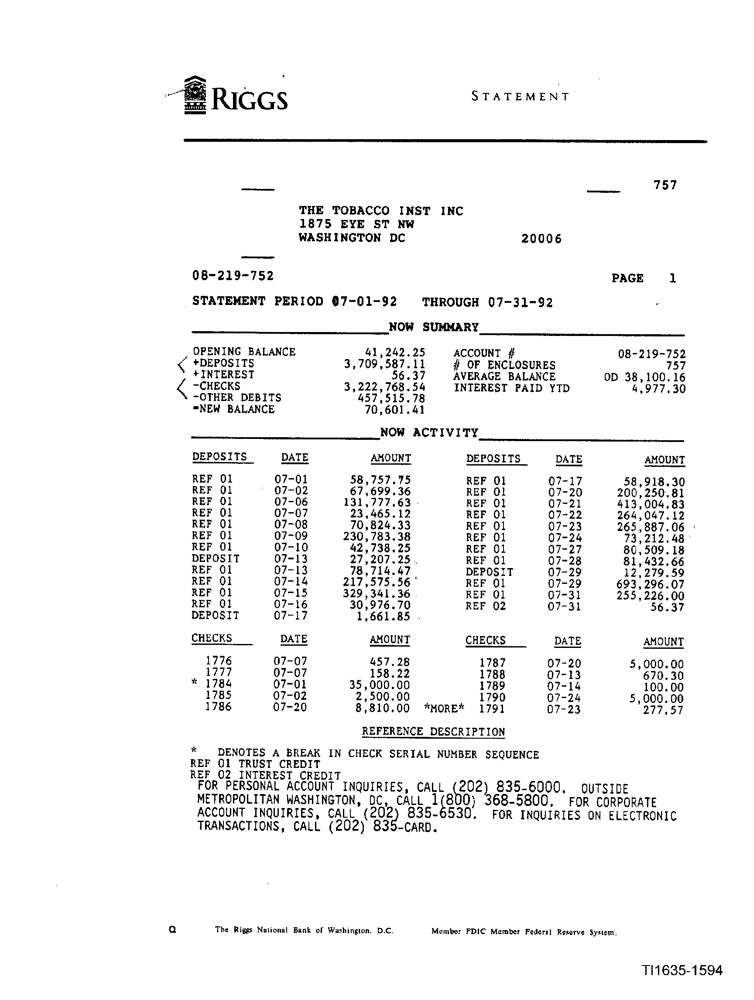 RIGGS STATEMENT
757
THE TOBACCO INST INC
1875 EYE ST NW
WASHINGTON DC 20006
08-219-752 PAGE 1
STATEMENT PERIOD 07-01-92 THROUGH 07-31-92
NOW SUMMARY
OPENING BALANCE 41,242.25 ACCOUNT # 08-219-752
+DEPOSITS 3,709,587.11 # OF ENCLOSURES 757
+INTEREST 56.37 AVERAGE BALANCE OD 38,100.16
-CHECKS 3,222,768.54 INTEREST PAID YTD 4,977.30
-OTHER DEBITS 457,515.78
=NEW BALANCE 70,601.41
NOW ACTIVITY
DEPOSITS DATE AMOUNT DEPOSITS DATE AMOUNT
REF 01 07-01 58,757.75 REF 01 07-17 58,918.30
REF 01 07-02 67,699.36 REF 01 07-20 200,250.81
REF 01 07-06 131,777.63 REF 01 07-21 413,004.83
REF 01 07-07 23,465.12 REF 01 07-22 264,047.12
REF 01 07-08 70,824.33 REF 01 07-23 265,887.06
REF 01 07-09 230,783.38 REF 01 07-24 73,212.48
REF 01 07-10 42,738.25 REF 01 07-27 80,509.18
DEPOSIT 07-13 27,207.25 REF 01 07-28 81,432.66
REF 01 07-13 78,714.47 DEPOSIT 07-29 12,279.59
REF 01 07-14 217,575.56 REF 01 07-29 693,296.07
REF 01 07-15 329,341.36 REF 01 07-31 255,226.00
REF 01 07-16 30,976.70 REF 02 07-31 56.37
DEPOSIT 07-17 1,661.85
CHECKS DATE AMOUNT CHECKS DATE AMOUNT
1776 07-07 457.28 1787 07-20 5,000.00
1777 07-07 158.22 1788 07-13 670.30
* 1784 07-01 35,000.00 1789 07-14 100.00
1785 07-02 2,500.00 1790 07-24 5,000.00
1786 07-20 8,810.00 *MORE* 1791 07-23 277.57
REFERENCE DESCRIPTION
* DENOTES A BREAK IN CHECK SERIAL NUMBER SEQUENCE
REF 01 TRUST CREDIT
REF 02 INTEREST CREDIT
FOR PERSONAL ACCOUNT INQUIRIES, CALL (202) 835-6000. OUTSIDE
METROPOLITAN WASHINGTON, DC, CALL 1(800) 368-5800. FOR CORPORATE
ACCOUNT INQUIRIES, CALL (202) 835-6530. FOR INQUIRIES ON ELECTRONIC
TRANSACTIONS, CALL (202) 835-CARD.
Q The Riggs National Bank of Washington, D.C. Member FDIC Member Federal Reserve System.
TI1635-1594